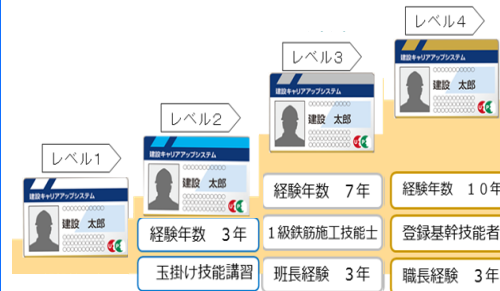 レベル1
建設キャリアアップシステム
建設 太郎
レベル2
建設キャリアアップシステム
建設 太郎
経験年数 3年
玉掛け技能講習
レベル3
建設キャリアアップシステム
建設 太郎
経験年数 7年
1級鉄筋施工技能士
班長経験 3年
レベル4
建設キャリアアップシステム
建設 太郎
経験年数 10年
登録基幹技能者
職長経験 3年